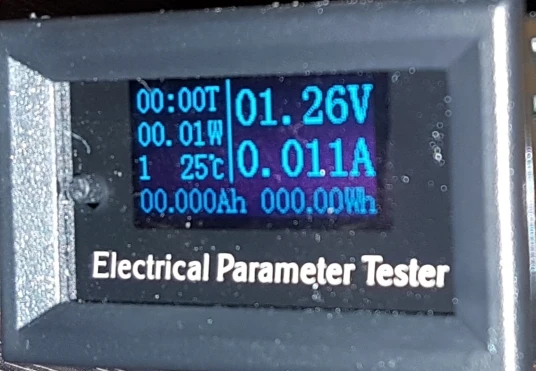 00:00T
00.01W
1 25℃
01.26V
0.011A
00.000Ah 000.00Wh
Electrical Parameter Tester